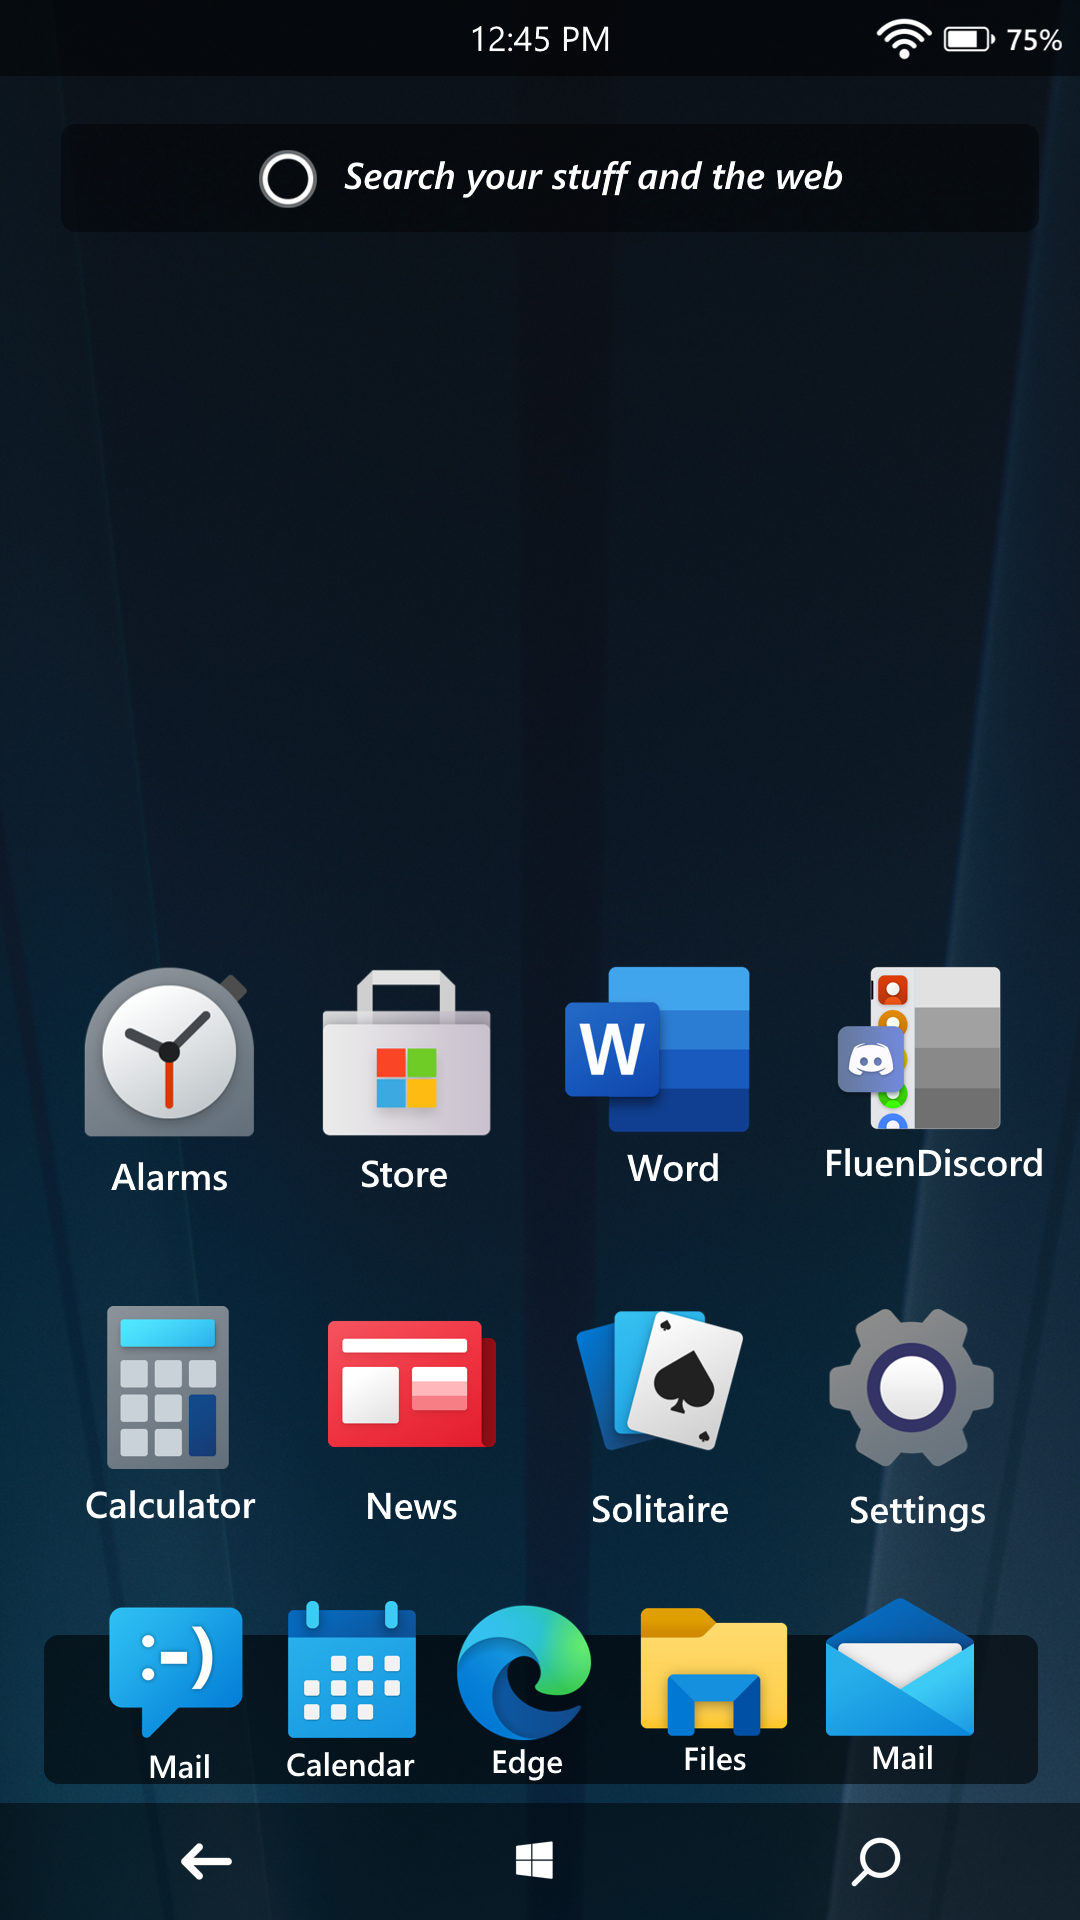 12:45 PM
75%
Search your stuff and the web
W
Alarms
Store
Word
FluenDiscord
Calculator
News
Solitaire
Settings
:-)
Mail
Calendar
Edge
Files
Mail